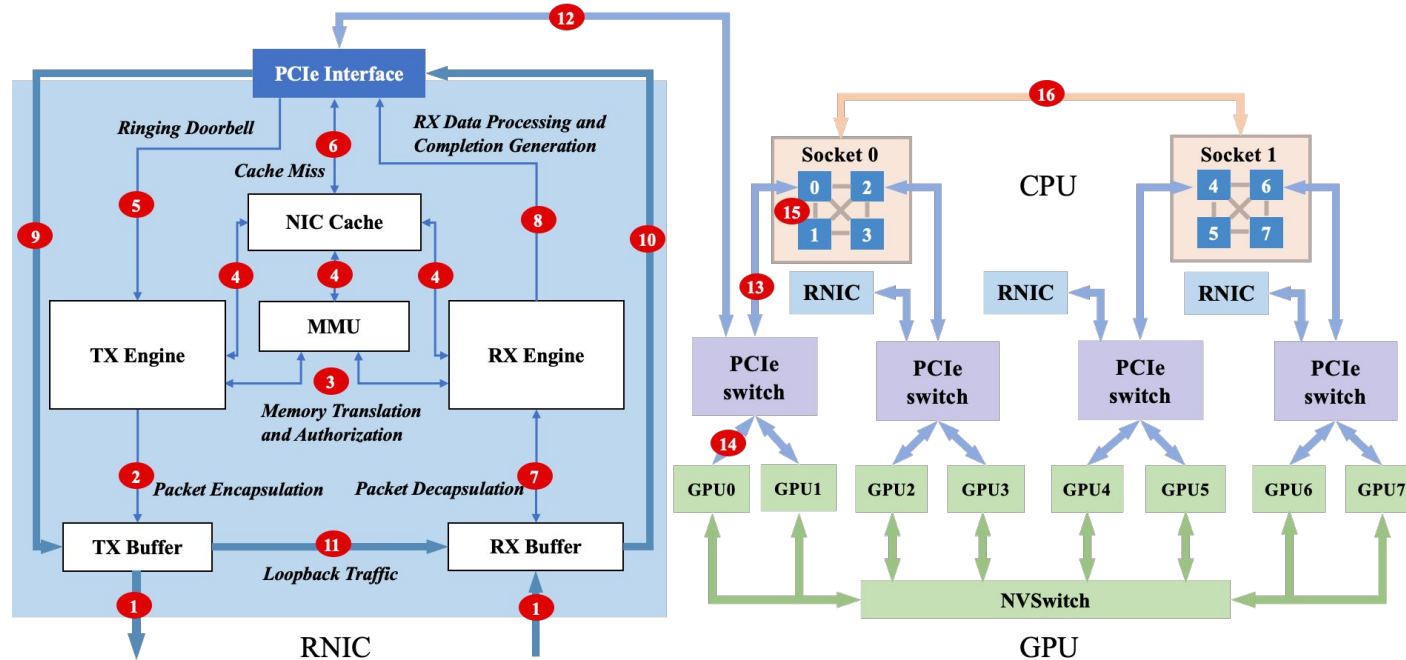 12
PCIe Interface
16
Ringing Doorbell
RX Data Processing and
Completion Generation
6
Cache Miss
Socket 0
Socket 1
CPU
0
2
4
6
15
1
3
5
7
5
NIC Cache
8
9
10
4
4
4
13
RNIC
RNIC
RNIC
MMU
TX Engine
RX Engine
3
Memory Translation
and Authorization
PCIe
switch
PCIe
switch
PCIe
switch
PCIe
switch
14
2
Packet Encapsulation
7
Packet Decapsulation
GPU0
GPU1
GPU2
GPU3
GPU4
GPU5
GPU6
GPU7
TX Buffer
11
RX Buffer
Loopback Traffic
1
1
NVSwitch
RNIC
GPU